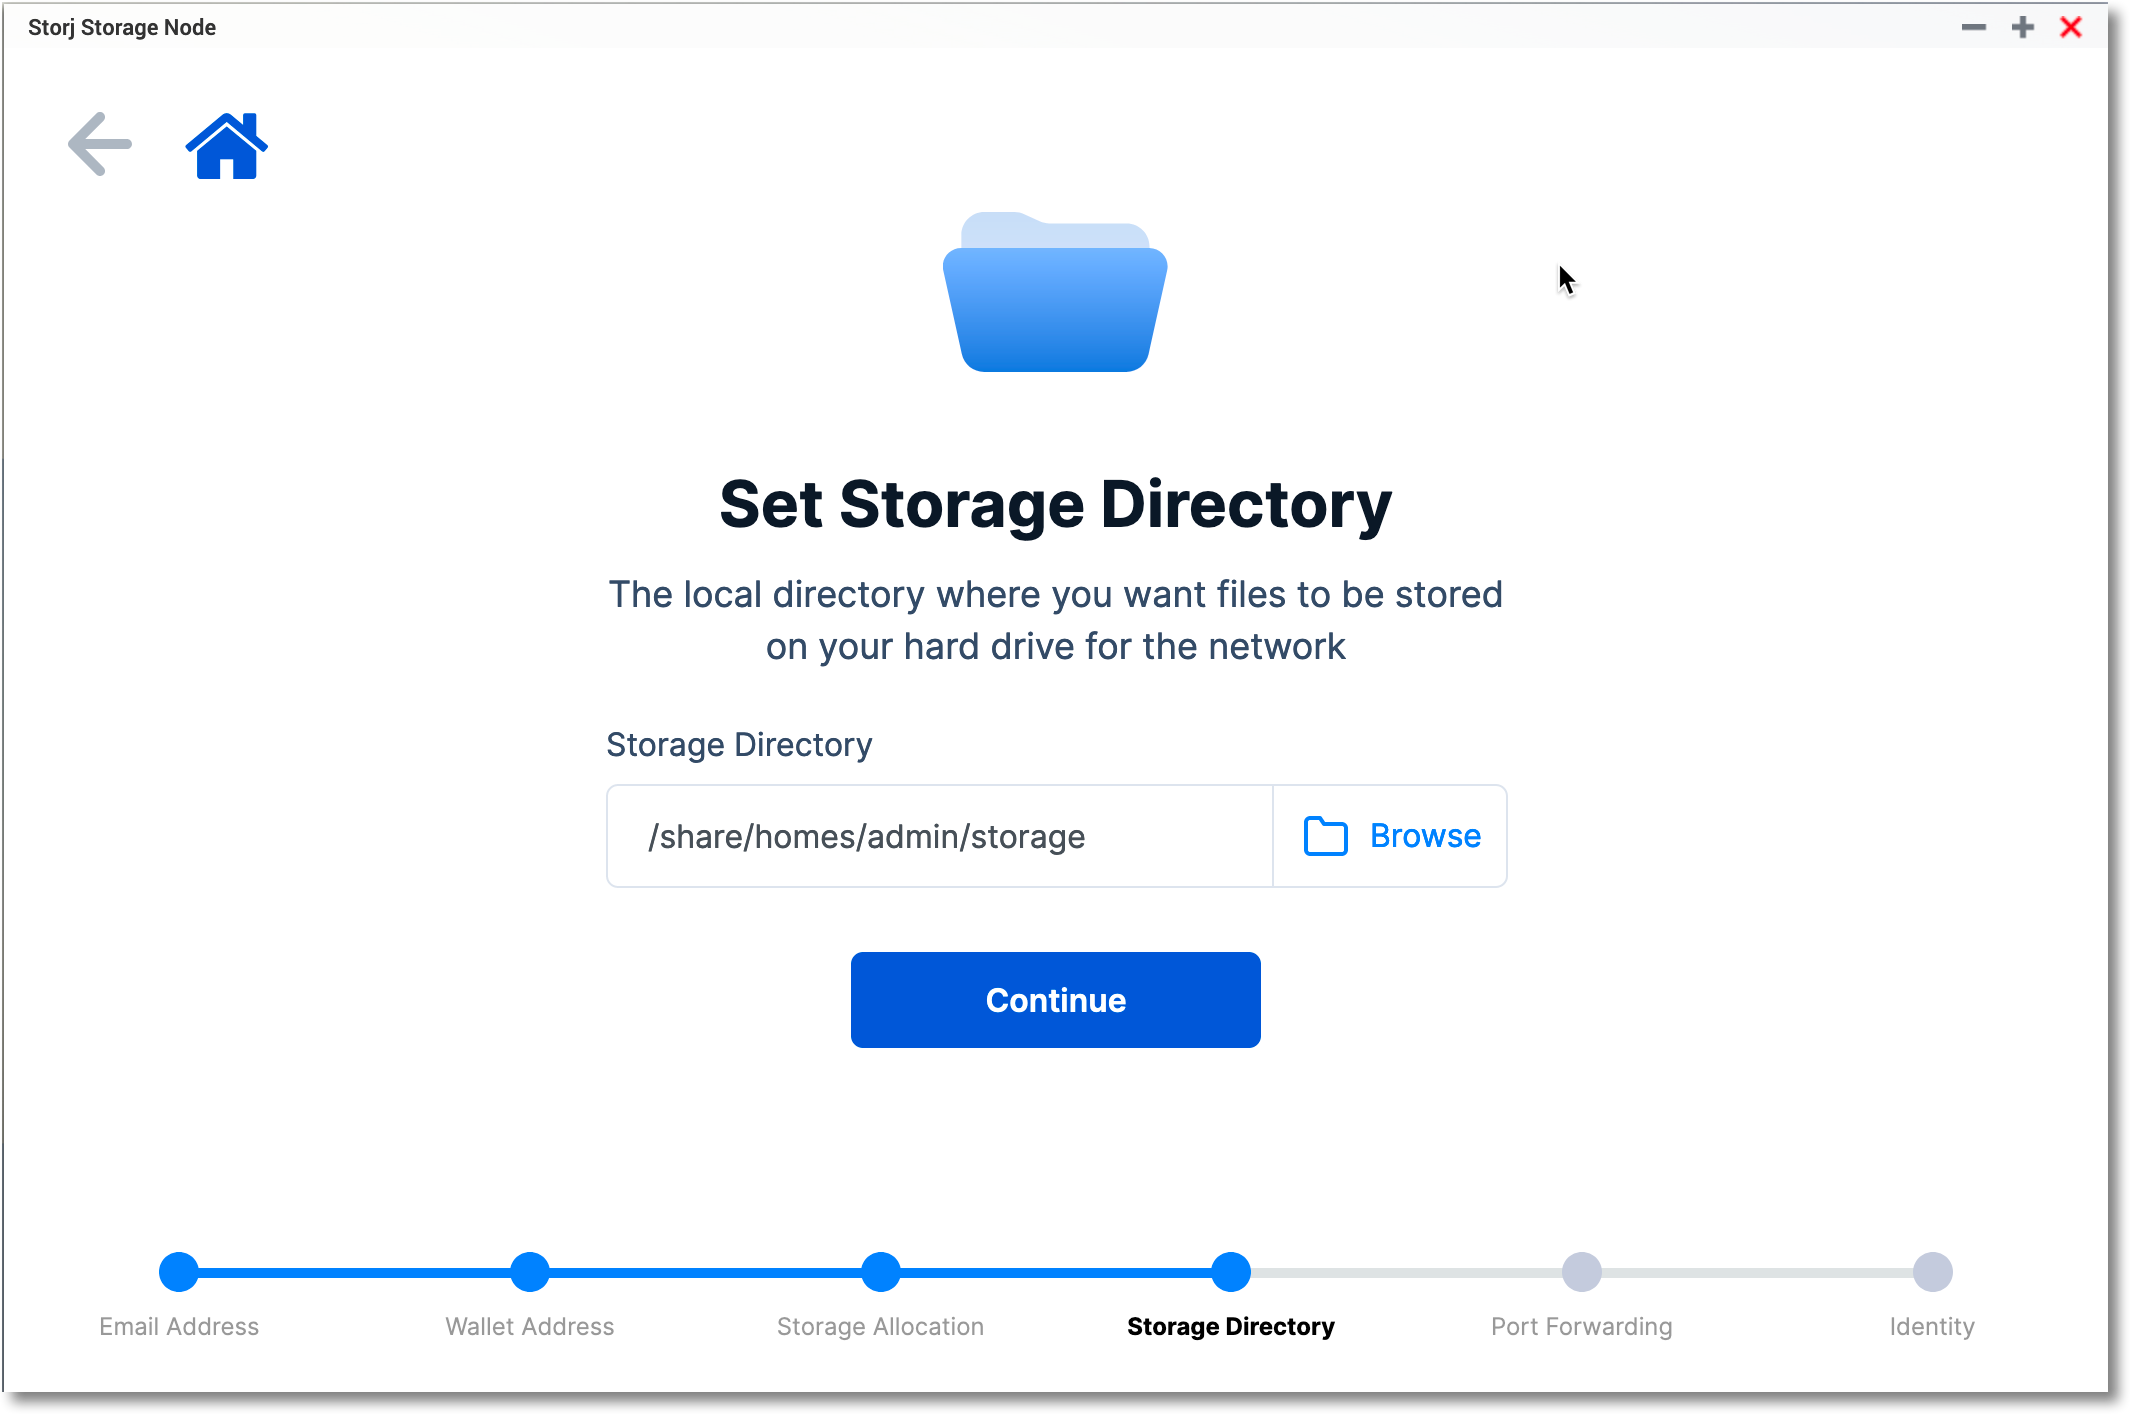 Storj Storage Node
Set Storage Directory
The local directory where you want files to be stored
on your hard drive for the network
Storage Directory
/share/homes/admin/storage
Browse
Continue
Email Address
Wallet Address
Storage Allocation
Storage Directory
Port Forwarding
Identity